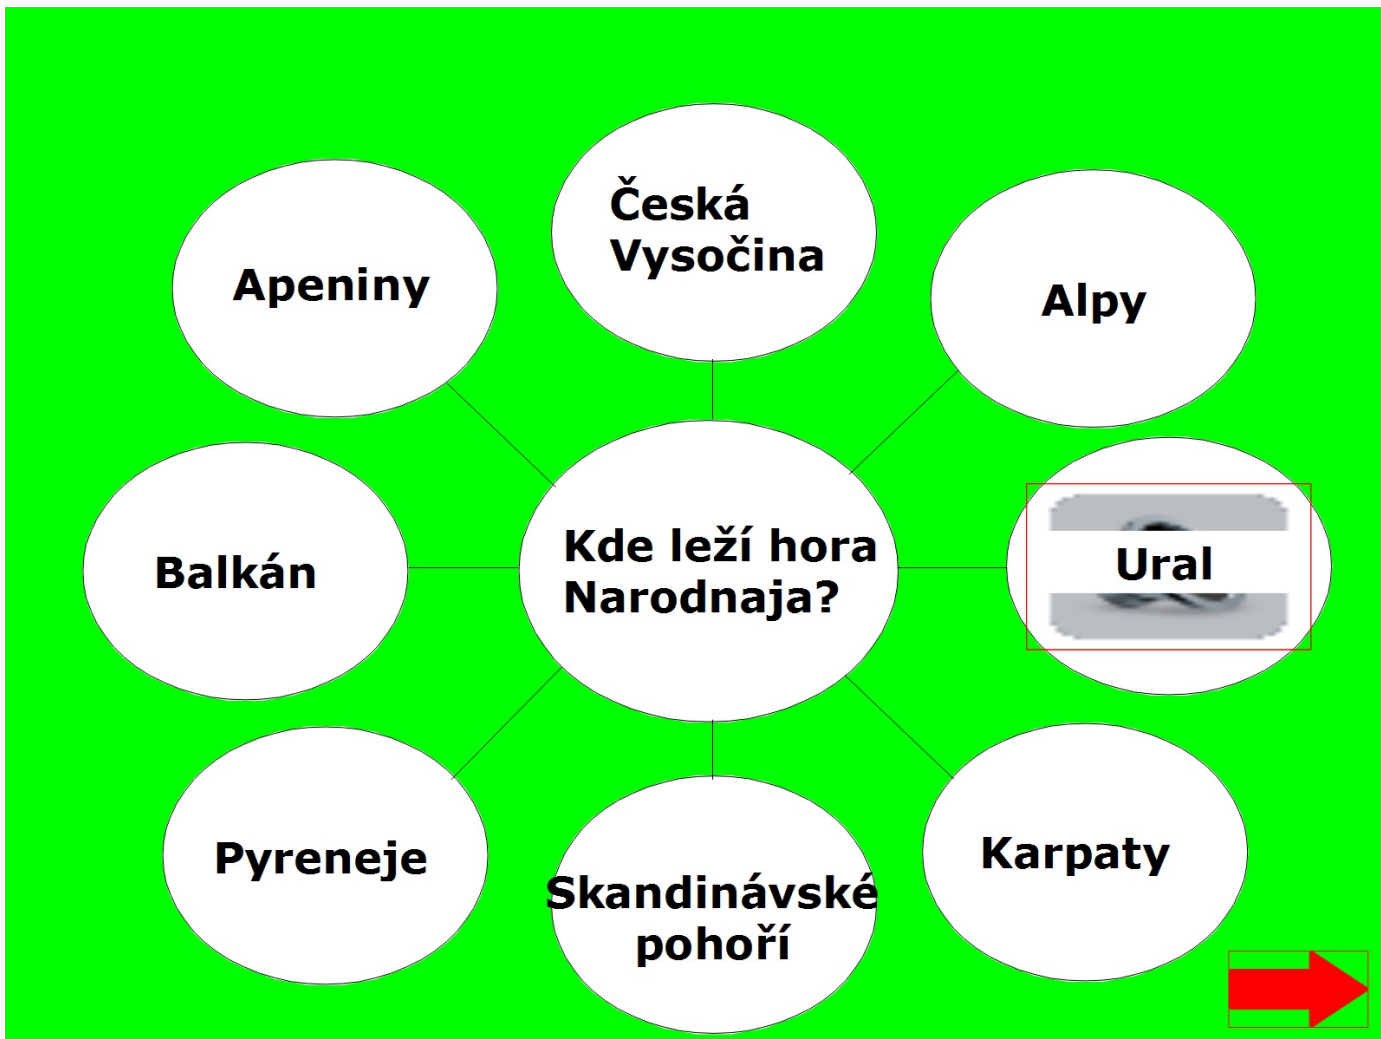 Česká
Vysočina
Apeniny
Alpy
Kde leží hora
Narodnaja?
Ural
Balkán
Pyreneje
Karpaty
Skandinávské
pohoří